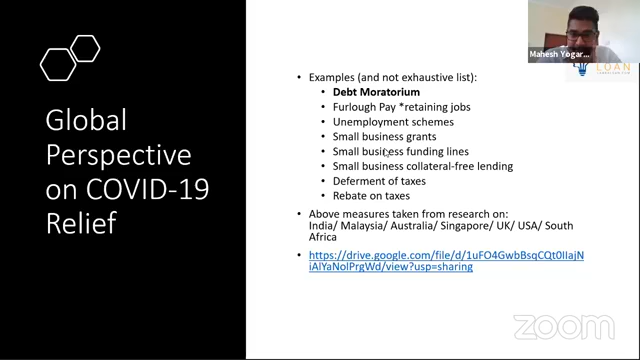 Mahesh Yogar...
LOAN
Global
Perspective
on COVID-19
Relief
• Examples (and not exhaustive list):
• Debt Moratorium
• Furlough Pay *retaining jobs
• Unemployment schemes
• Small business grants
• Small business funding lines
• Small business collateral-free lending
• Deferment of taxes
• Rebate on taxes
• Above measures taken from research on:
India/ Malaysia/ Australia/ Singapore/ UK/ USA/ South
Africa
• https://drive.google.com/file/d/1uFO4GwbBsqCQt0IIajN
iAlYaNolPrgWd/view?usp=sharing
zoom